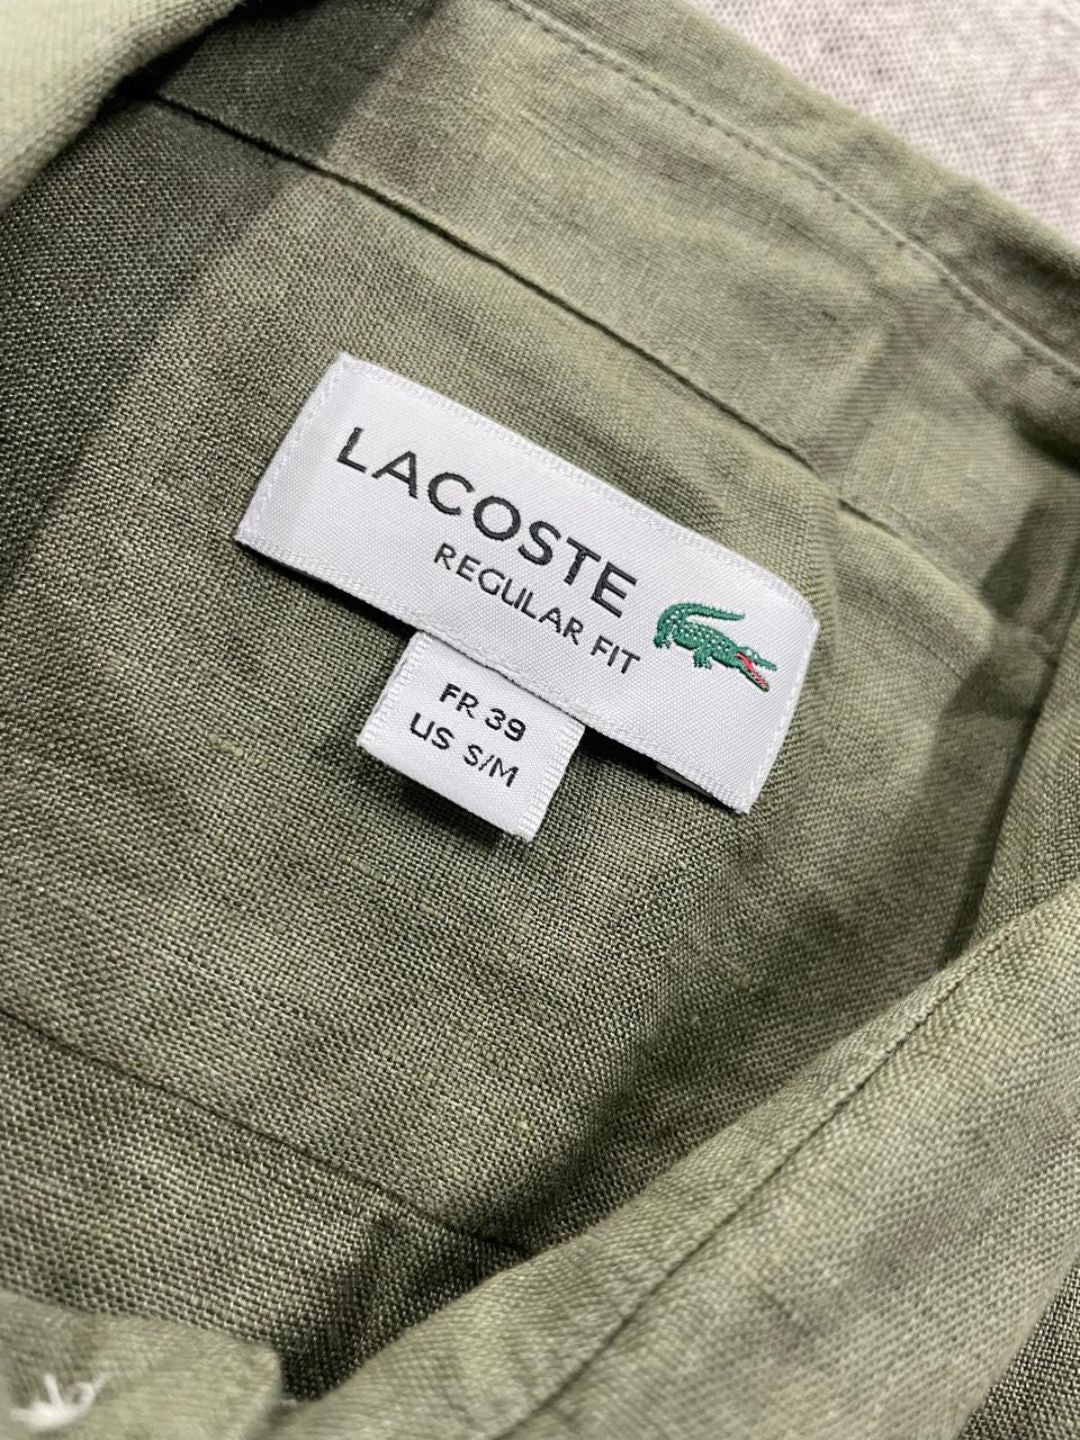 LACOSTE
REGULAR FIT
FR 39
US S/M